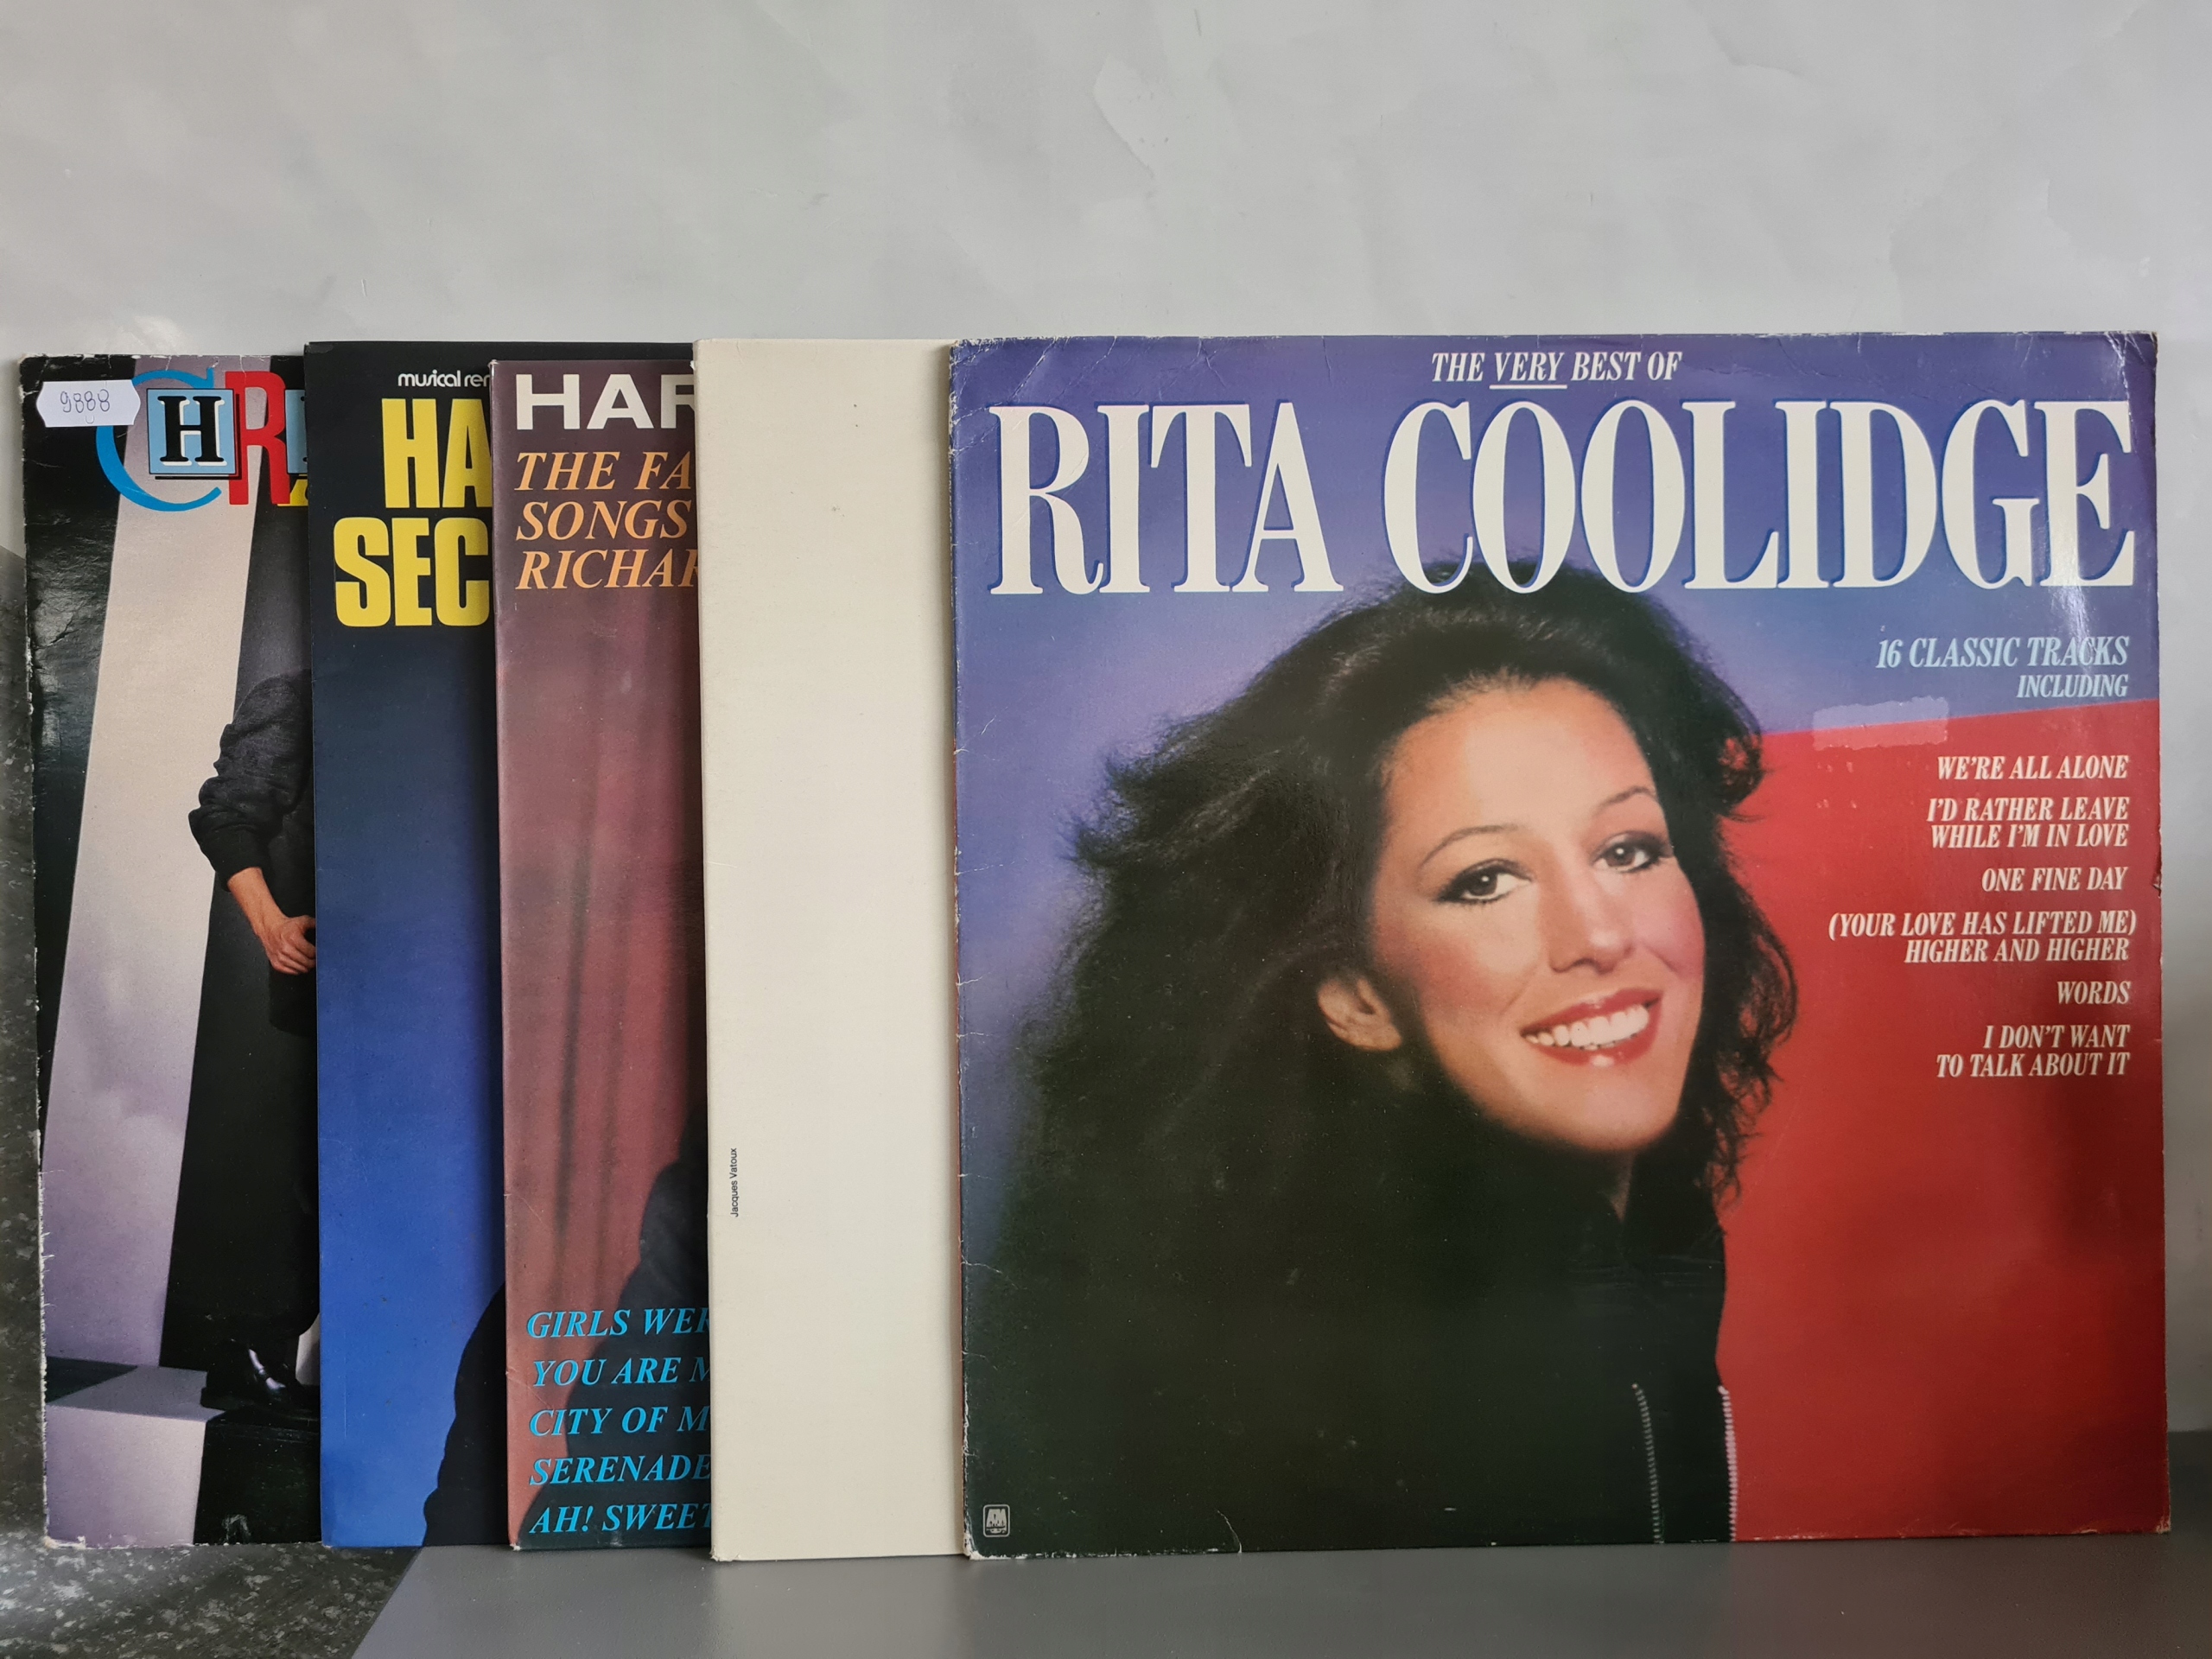 9888
CHR
musical rer
HA
SEC
HAR
THE FA
SONGS
RICHAR
GIRLS WER
YOU ARE M
CITY OF M
SERENADE
AH! SWEET
Jacques Vatoux
THE VERY BEST OF
RITA COOLIDGE
16 CLASSIC TRACKS
INCLUDING
WE'RE ALL ALONE
I'D RATHER LEAVE
WHILE I'M IN LOVE
ONE FINE DAY
(YOUR LOVE HAS LIFTED ME)
HIGHER AND HIGHER
WORDS
I DON'T WANT
TO TALK ABOUT IT
A&M